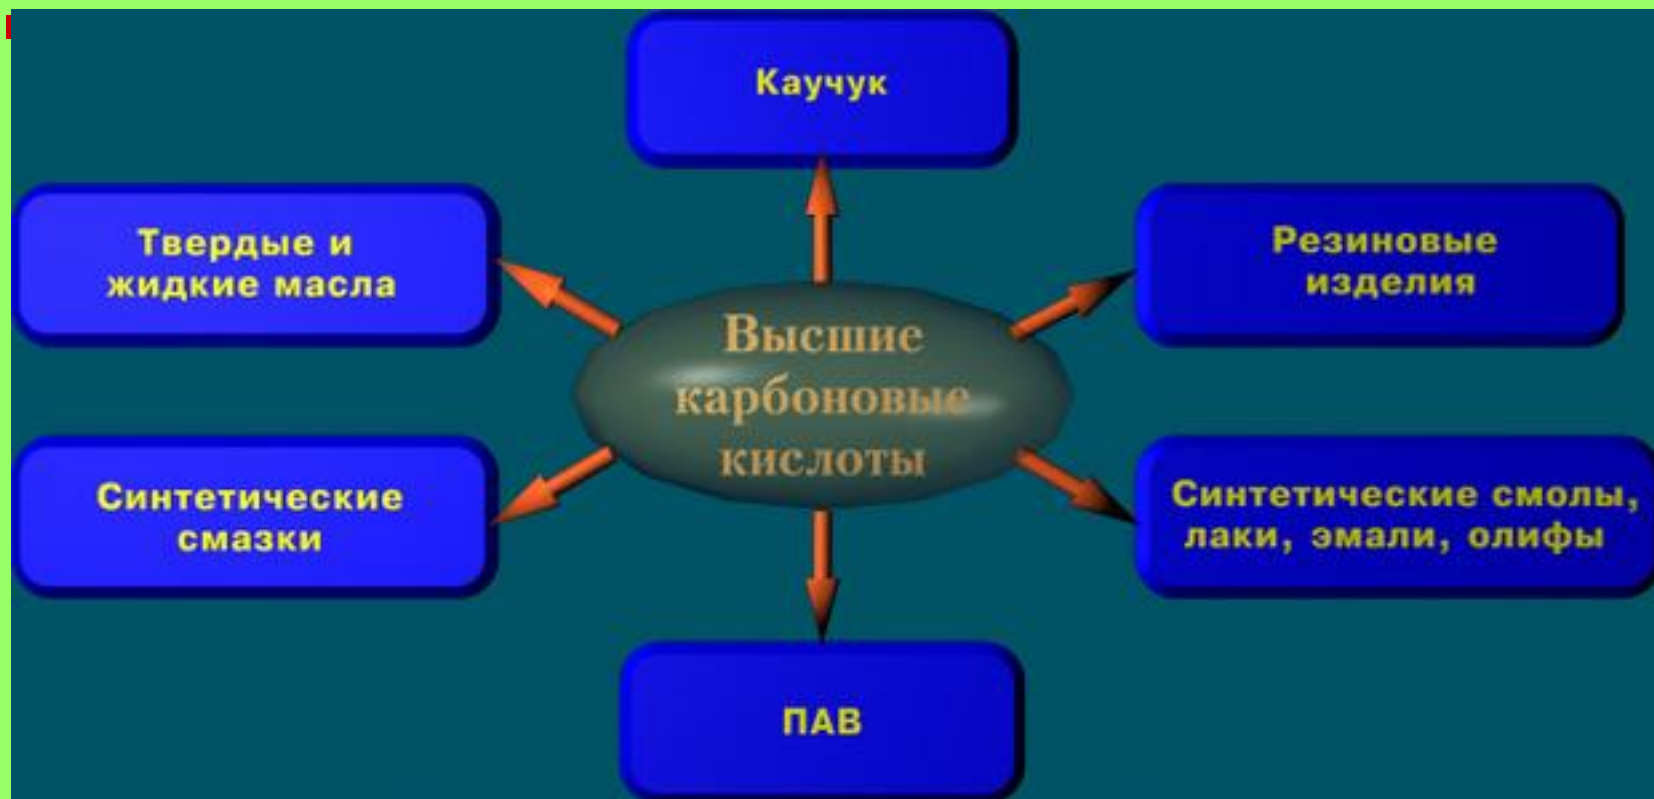 Каучук
Твердые и
жидкие масла
Резиновые
изделия
Высшие
карбоновые
кислоты
Синтетические
смазки
Синтетические смолы,
лаки, эмали, олифы
ПАВ